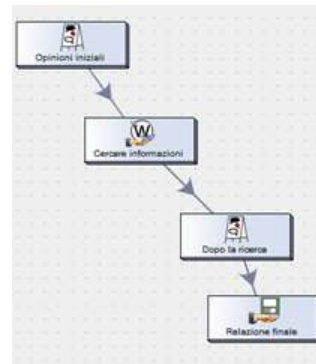 Opinioni iniziali
W
Cercare informazioni
Dopo la ricerca
Relazione finale